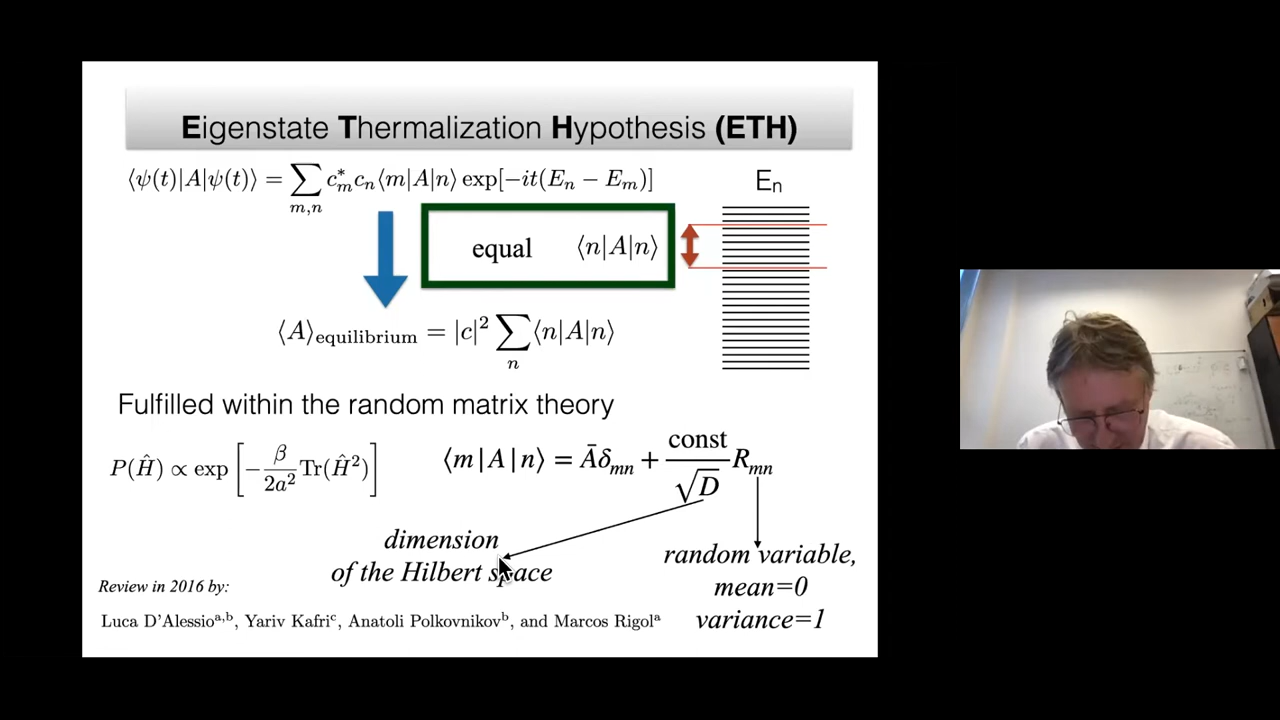 Eigenstate Thermalization Hypothesis (ETH)
⟨ψ(t)|A|ψ(t)⟩ = ∑_{m,n} c*_m c_n ⟨m|A|n⟩ exp[−it(E_n − E_m)]
E_n
equal ⟨n|A|n⟩
⟨A⟩_equilibrium = |c|² ∑_n ⟨n|A|n⟩
Fulfilled within the random matrix theory
P(Ĥ) ∝ exp[−β/2a² Tr(Ĥ²)]
⟨m|A|n⟩ = Āδ_mn + const/√D R_mn
dimension
of the Hilbert space
random variable,
mean=0
variance=1
Review in 2016 by:
Luca D'Alessio^a,b, Yariv Kafri^c, Anatoli Polkovnikov^b, and Marcos Rigol^a